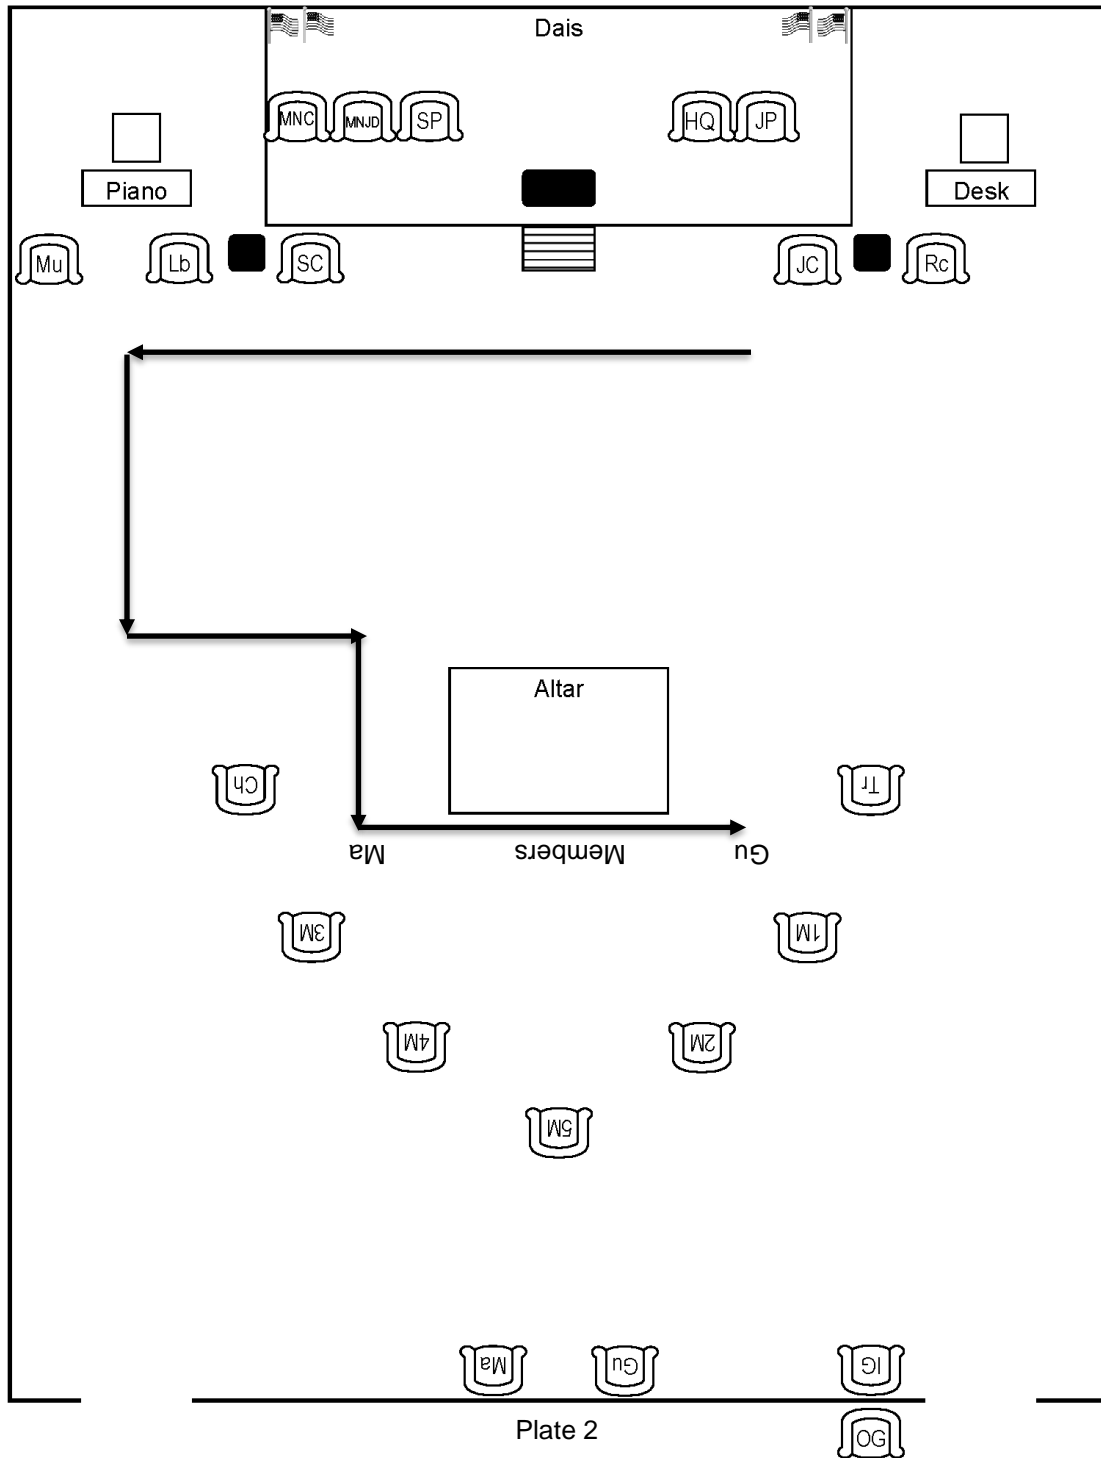 Dais
MNC MNJD SP HQ JP
Piano Desk
Mu Lb SC JC Rc
Altar
Ch Tr
Ma Members Gu
3M 1M
4M 2M
5M
Ma Gu IG
Plate 2
OG